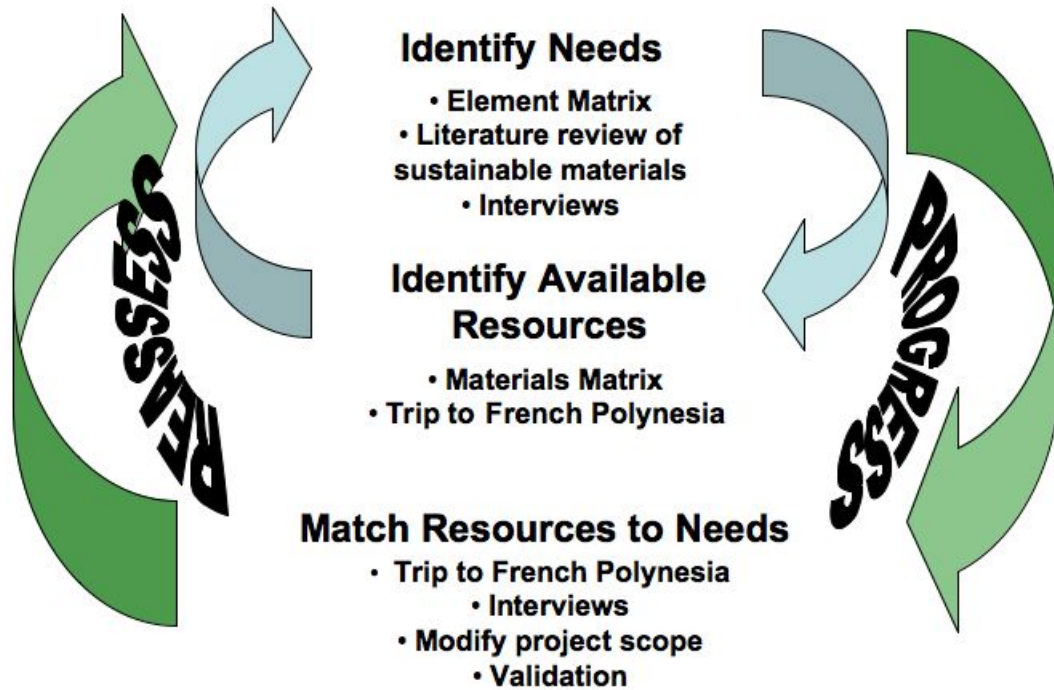 Identify Needs
• Element Matrix
• Literature review of
sustainable materials
• Interviews
REASSESS
PROGRESS
Identify Available
Resources
• Materials Matrix
• Trip to French Polynesia
Match Resources to Needs
• Trip to French Polynesia
• Interviews
• Modify project scope
• Validation